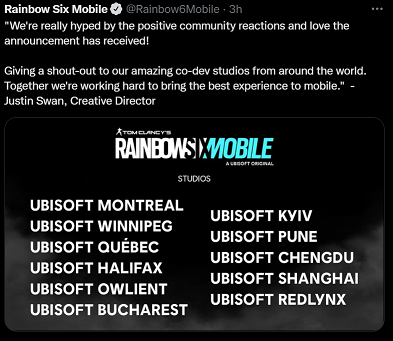 Rainbow Six Mobile @Rainbow6Mobile · 3h
"We're really hyped by the positive community reactions and love the
announcement has received!
Giving a shout-out to our amazing co-dev studios from around the world.
Together we're working hard to bring the best experience to mobile." -
Justin Swan, Creative Director
TOM CLANCY'S
RAINBOWSIX MOBILE
A UBISOFT ORIGINAL
STUDIOS
UBISOFT MONTREAL
UBISOFT WINNIPEG
UBISOFT QUÉBEC
UBISOFT HALIFAX
UBISOFT OWLIENT
UBISOFT BUCHAREST
UBISOFT KYIV
UBISOFT PUNE
UBISOFT CHENGDU
UBISOFT SHANGHAI
UBISOFT REDLYNX